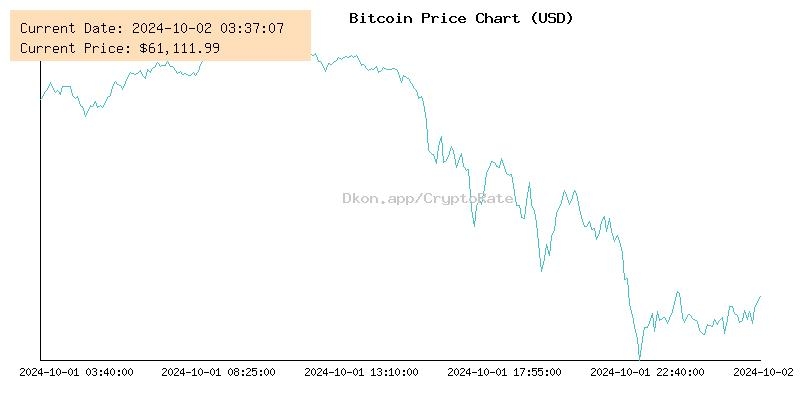 Bitcoin Price Chart (USD)
Current Date: 2024-10-02 03:37:07
Current Price: $61,111.99
Dkon.app/CryptoRate
2024-10-01 03:40:00 2024-10-01 08:25:00 2024-10-01 13:10:00 2024-10-01 17:55:00 2024-10-01 22:40:00 2024-10-02